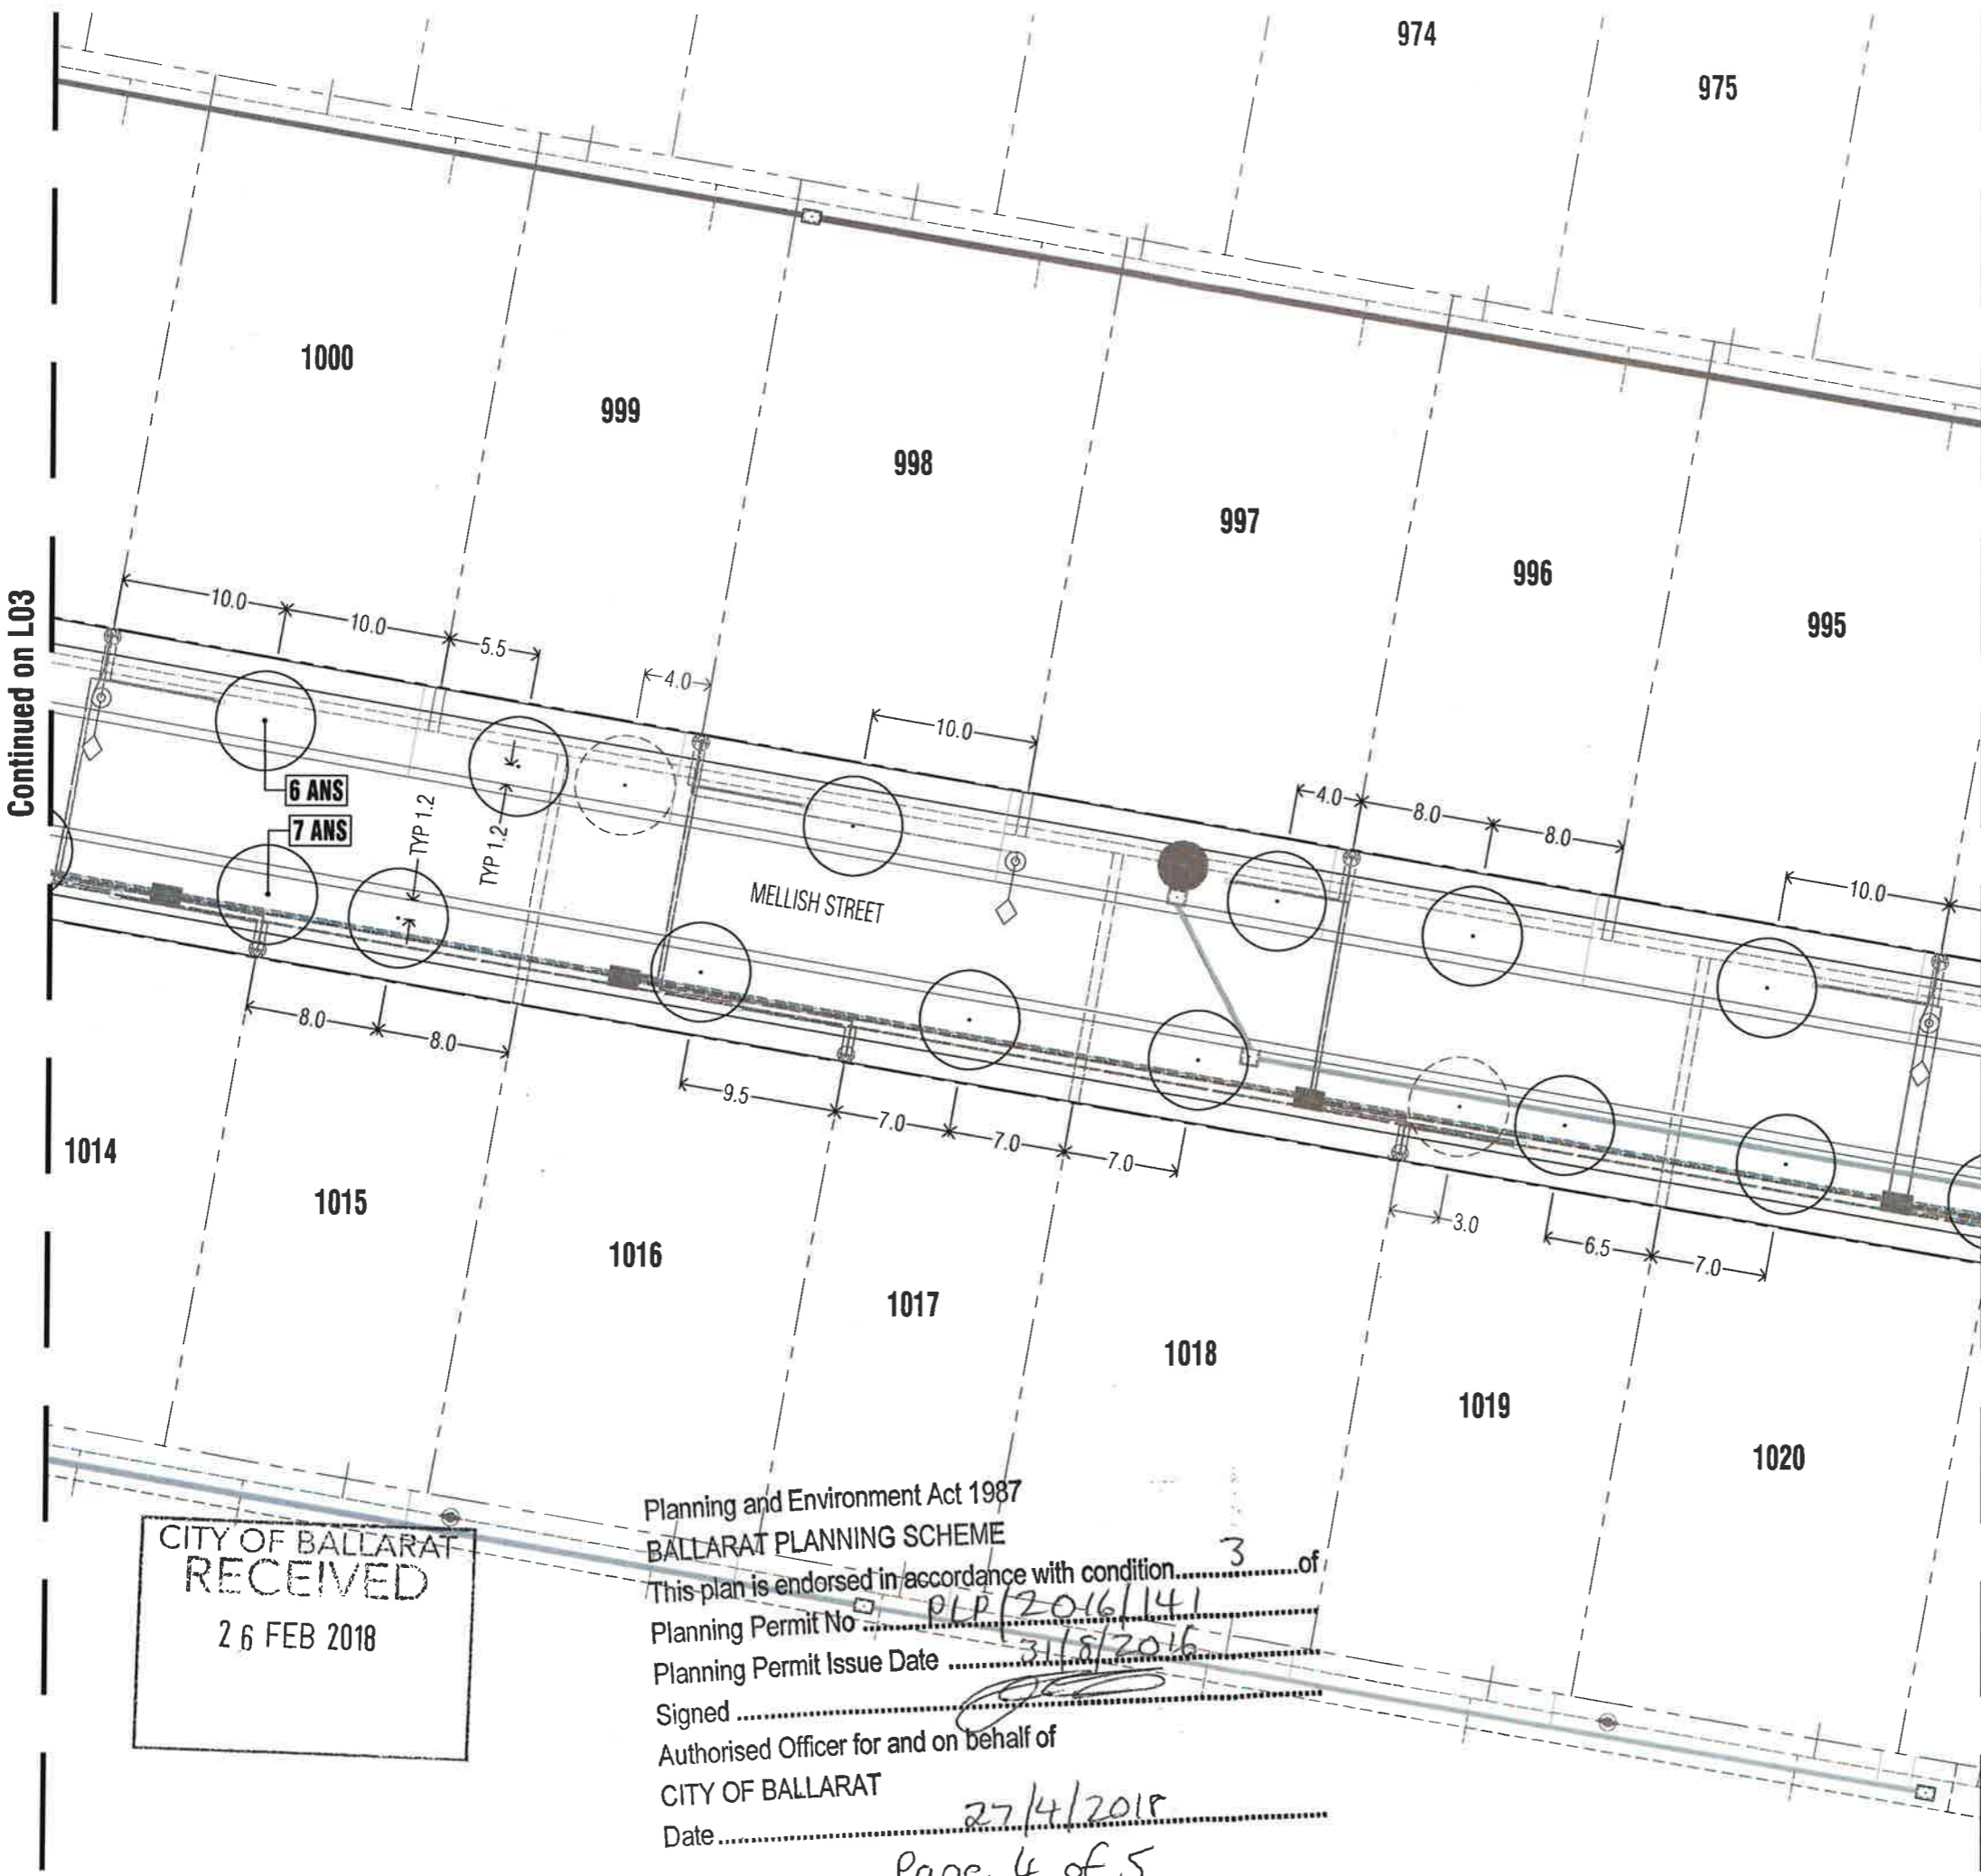 974
975
1000
999
998
997
996
995
Continued on L03
10.0
10.0
5.5
4.0
10.0
4.0
8.0
8.0
10.0
6 ANS
7 ANS
TYP 1.2
TYP 1.2
MELLISH STREET
8.0
8.0
9.5
7.0
7.0
7.0
3.0
6.5
7.0
1014
1015
1016
1017
1018
1019
1020
CITY OF BALLARAT
RECEIVED
26 FEB 2018
Planning and Environment Act 1987
BALLARAT PLANNING SCHEME
This plan is endorsed in accordance with condition 3 of
Planning Permit No PLP/2016/141
Planning Permit Issue Date 31/8/2016
Signed
Authorised Officer for and on behalf of
CITY OF BALLARAT
Date 27/4/2018
Page 4 of 5